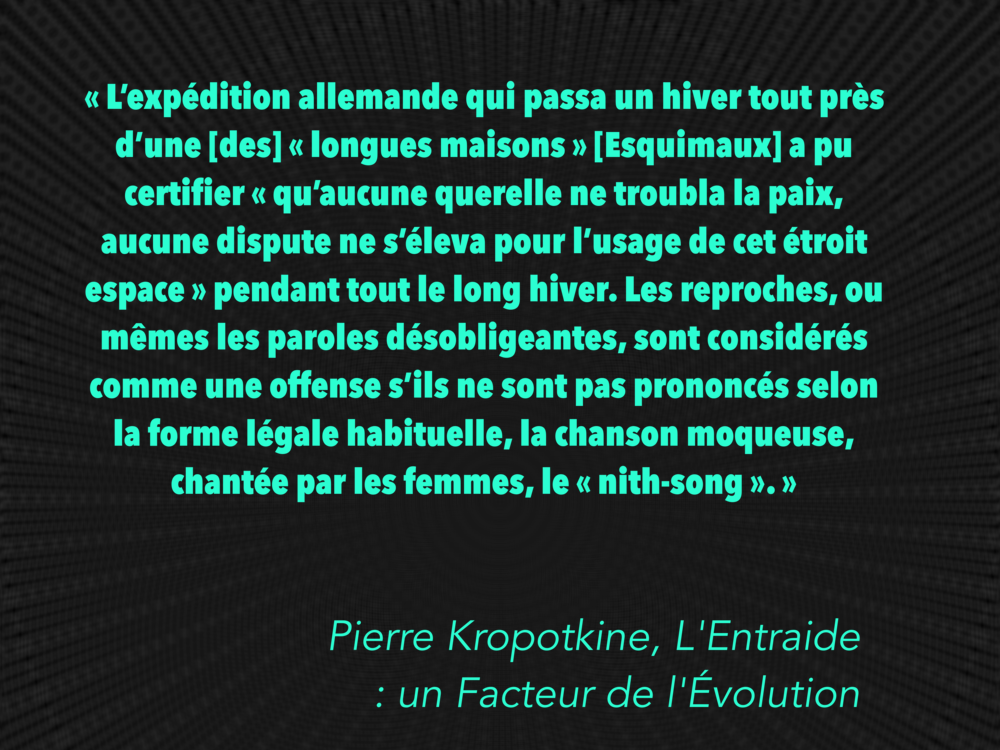 « L’expédition allemande qui passa un hiver tout près
d’une [des] « longues maisons » [Esquimaux] a pu
certifier « qu’aucune querelle ne troubla la paix,
aucune dispute ne s’éleva pour l’usage de cet étroit
espace » pendant tout le long hiver. Les reproches, ou
mêmes les paroles désobligeantes, sont considérés
comme une offense s’ils ne sont pas prononcés selon
la forme légale habituelle, la chanson moqueuse,
chantée par les femmes, le « nith-song ». »
Pierre Kropotkine, L'Entraide
: un Facteur de l'Évolution